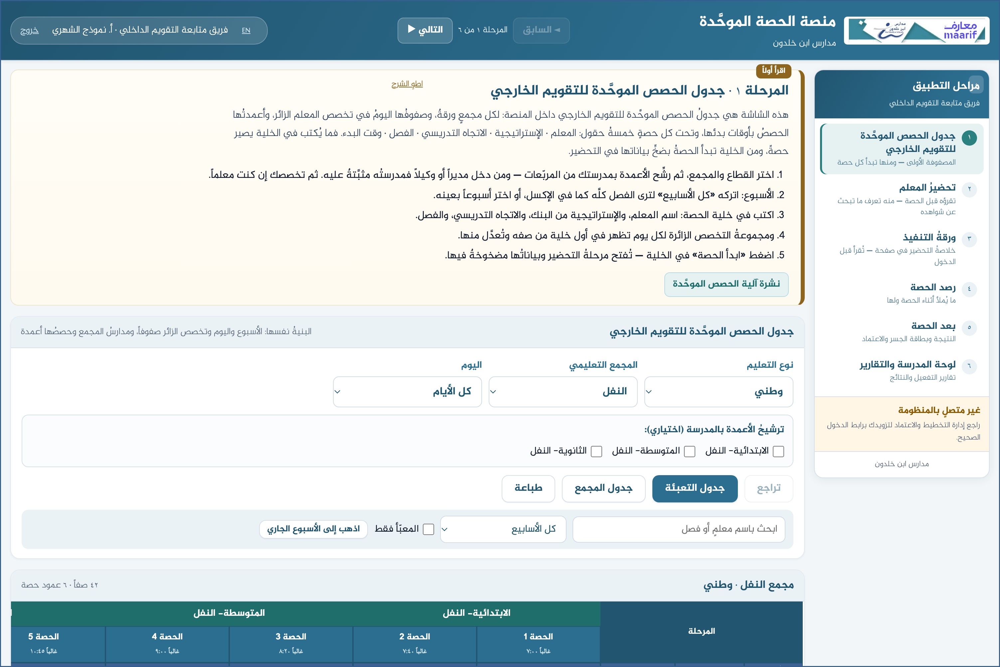 معارف
maarif
مدارس
ابن خلدون
Ibn Khaldun Schools
منصة الحصة الموحَّدة
مدارس ابن خلدون
◄ السابق
المرحلة ١ من ٦
التالي ▶
EN
فريق متابعة التقويم الداخلي · أ. نموذج الشهري
خروج
مراحل التطبيق
فريق متابعة التقويم الداخلي
١
جدول الحصص الموحَّدة
للتقويم الخارجي
المصفوفة الأولى — ومنها تبدأ كل حصة
٢
تحضيرُ المعلم
تقرؤه قبل الحصة — منه تعرف ما تبحث
عن شواهده
٣
ورقةُ التنفيذ
خلاصةُ التحضير في صفحة — تُقرأ قبل
الدخول
٤
رصد الحصة
ما يُملأ أثناء الحصة ولها
٥
بعد الحصة
النتيجة وبطاقة الجسر والاعتماد
٦
لوحة المدرسة والتقارير
تقارير التفعيل والنتائج
غير متصلٍ بالمنظومة
راجع إدارة التخطيط والاعتماد لتزويدك برابط الدخول
الصحيح.
مدارس ابن خلدون
اقرأ أولاً
المرحلة ١ · جدول الحصص الموحَّدة للتقويم الخارجي
اطوِ الشرح
هذه الشاشة هي جدولُ الحصص الموحَّدة للتقويم الخارجي داخل المنصة: لكل مجمعٍ ورقةٌ، وصفوفُها اليومُ في تخصص المعلم الزائر، وأعمدتُها
الحصصُ بأوقات بدئها، وتحت كل حصةٍ خمسةُ حقول: المعلم · الإستراتيجية · الاتجاه التدريسي · الفصل · وقت البدء. فما يُكتب في الخلية يصير
حصةً، ومن الخلية تبدأ الحصةُ بضخِّ بياناتها في التحضير.
1. اختر القطاع والمجمع، ثم رشِّح الأعمدة بمدرستك من المربّعات — ومن دخل مديراً أو وكيلاً فمدرستُه مثبَّتةٌ عليه. ثم تخصصك إن كنت معلماً.
2. الأسبوع: اتركه «كل الأسابيع» لترى الفصل كلَّه كما في الإكسل، أو اختر أسبوعاً بعينه.
3. اكتب في خلية الحصة: اسم المعلم، والإستراتيجية من البنك، والاتجاه التدريسي، والفصل.
4. ومجموعةُ التخصص الزائرة لكل يوم تظهر في أول خلية من صفه وتُعدَّل منها.
5. اضغط «ابدأ الحصة» في الخلية — تُفتح مرحلةُ التحضير وبياناتُها مضخوخةٌ فيها.
نشرة آلية الحصص الموحَّدة
جدول الحصص الموحَّدة للتقويم الخارجي
البنيةُ نفسها: الأسبوع واليوم وتخصص الزائر صفوفاً، ومدارسُ المجمع وحصصُها أعمدة
نوع التعليم
المجمع التعليمي
اليوم
وطني
النفل
كل الأيام
ترشيحُ الأعمدة بالمدرسة (اختياري):
الابتدائية- النفل
المتوسطة- النفل
الثانوية- النفل
تراجع
جدول التعبئة
جدول المجمع
طباعة
ابحث باسم معلمٍ أو فصل
كل الأسابيع
المعبّأ فقط
اذهب إلى الأسبوع الجاري
مجمع النفل · وطني
٤٢ صفاً · ٦ عمود حصة
المرحلة
الابتدائية- النفل
المتوسطة- النفل
الحصة 1
الحصة 2
الحصة 3
الحصة 4
الحصة 5
غالباً ٧:٠٠
غالباً ٧:٤٠
غالباً ٨:٢٠
غالباً ٩:٠٠
غالباً ١٠:٤٥